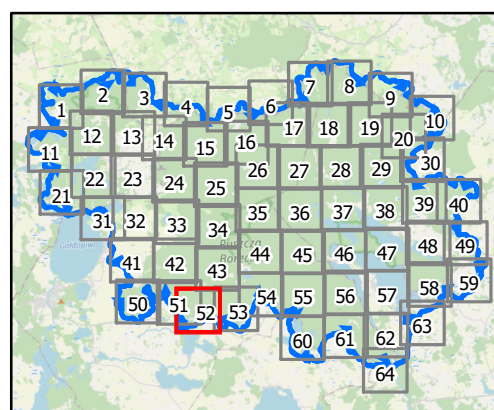 1 2 3 4 5 6 7 8 9 10
11 12 13 14 15 16 17 18 19 20
21 22 23 24 25 26 27 28 29 30
31 32 33 34 35 36 37 38 39 40
41 42 43 44 45 46 47 48 49
50 51 52 53 54 55 56 57 58 59
60 61 62 63
64
Gołdopiwo
Puszcza
Borecka